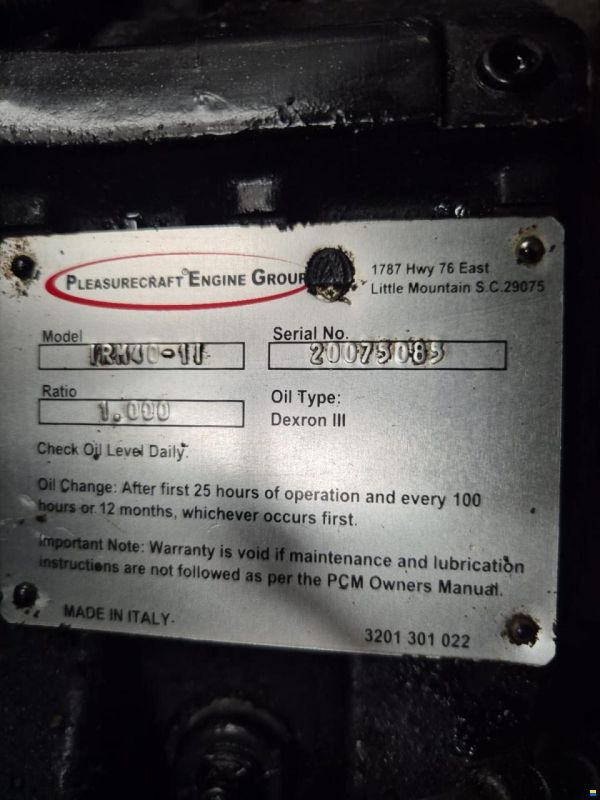 PLEASURECRAFT ENGINE GROUP
1787 Hwy 76 East
Little Mountain S.C.29075
Model
Serial No.
20075085
Ratio
1.000
Oil Type:
Dexron III
Check Oil Level Daily.
Oil Change: After first 25 hours of operation and every 100
hours or 12 months, whichever occurs first.
Important Note: Warranty is void if maintenance and lubrication
instructions are not followed as per the PCM Owners Manual.
MADE IN ITALY
3201 301 022